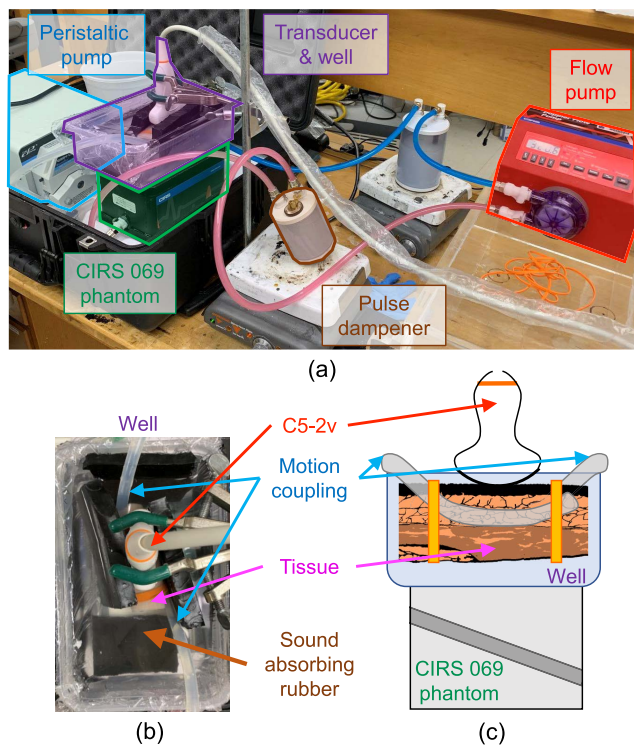 Peristaltic
pump
Transducer
& well
Flow
pump
CIRS 069
phantom
Pulse
dampener
(a)
Well
C5-2v
Motion
coupling
Tissue
Well
Sound
absorbing
rubber
CIRS 069
phantom
(b)
(c)